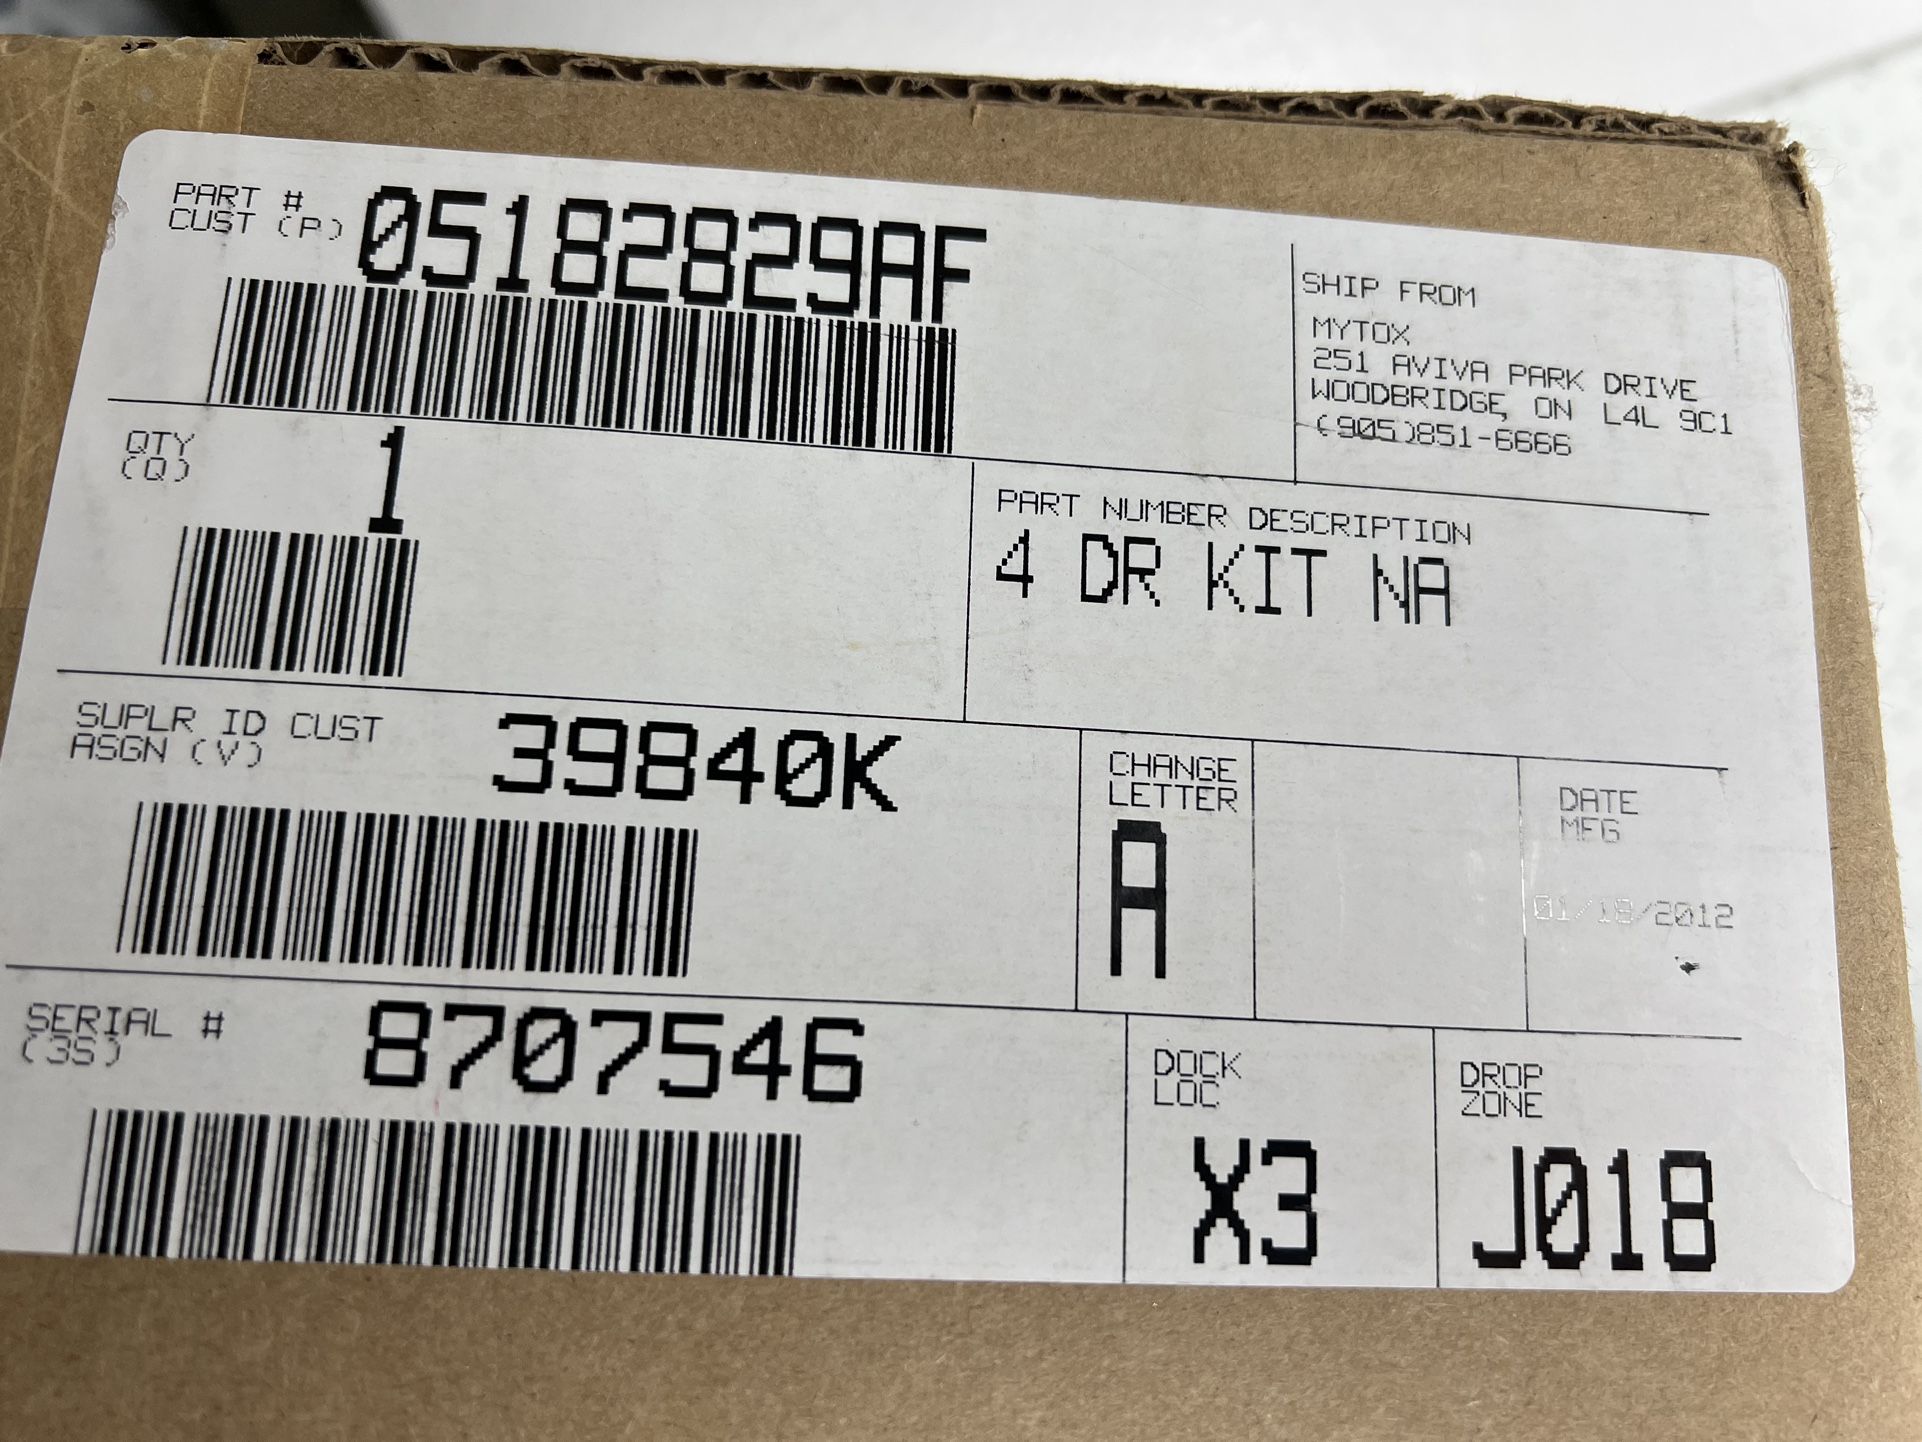 PART #
CUST (P)
05182829AF
SHIP FROM
MYTOX
251 AVIVA PARK DRIVE
WOODBRIDGE, ON L4L 9C1
(905)851-6666
QTY
(Q)
1
PART NUMBER DESCRIPTION
4 DR KIT NA
SUPLR ID CUST
ASGN (V)
39840K
CHANGE
LETTER
A
DATE
MFG
01/18/2012
SERIAL #
(3S)
8707546
DOCK
LOC
X3
DROP
ZONE
J018